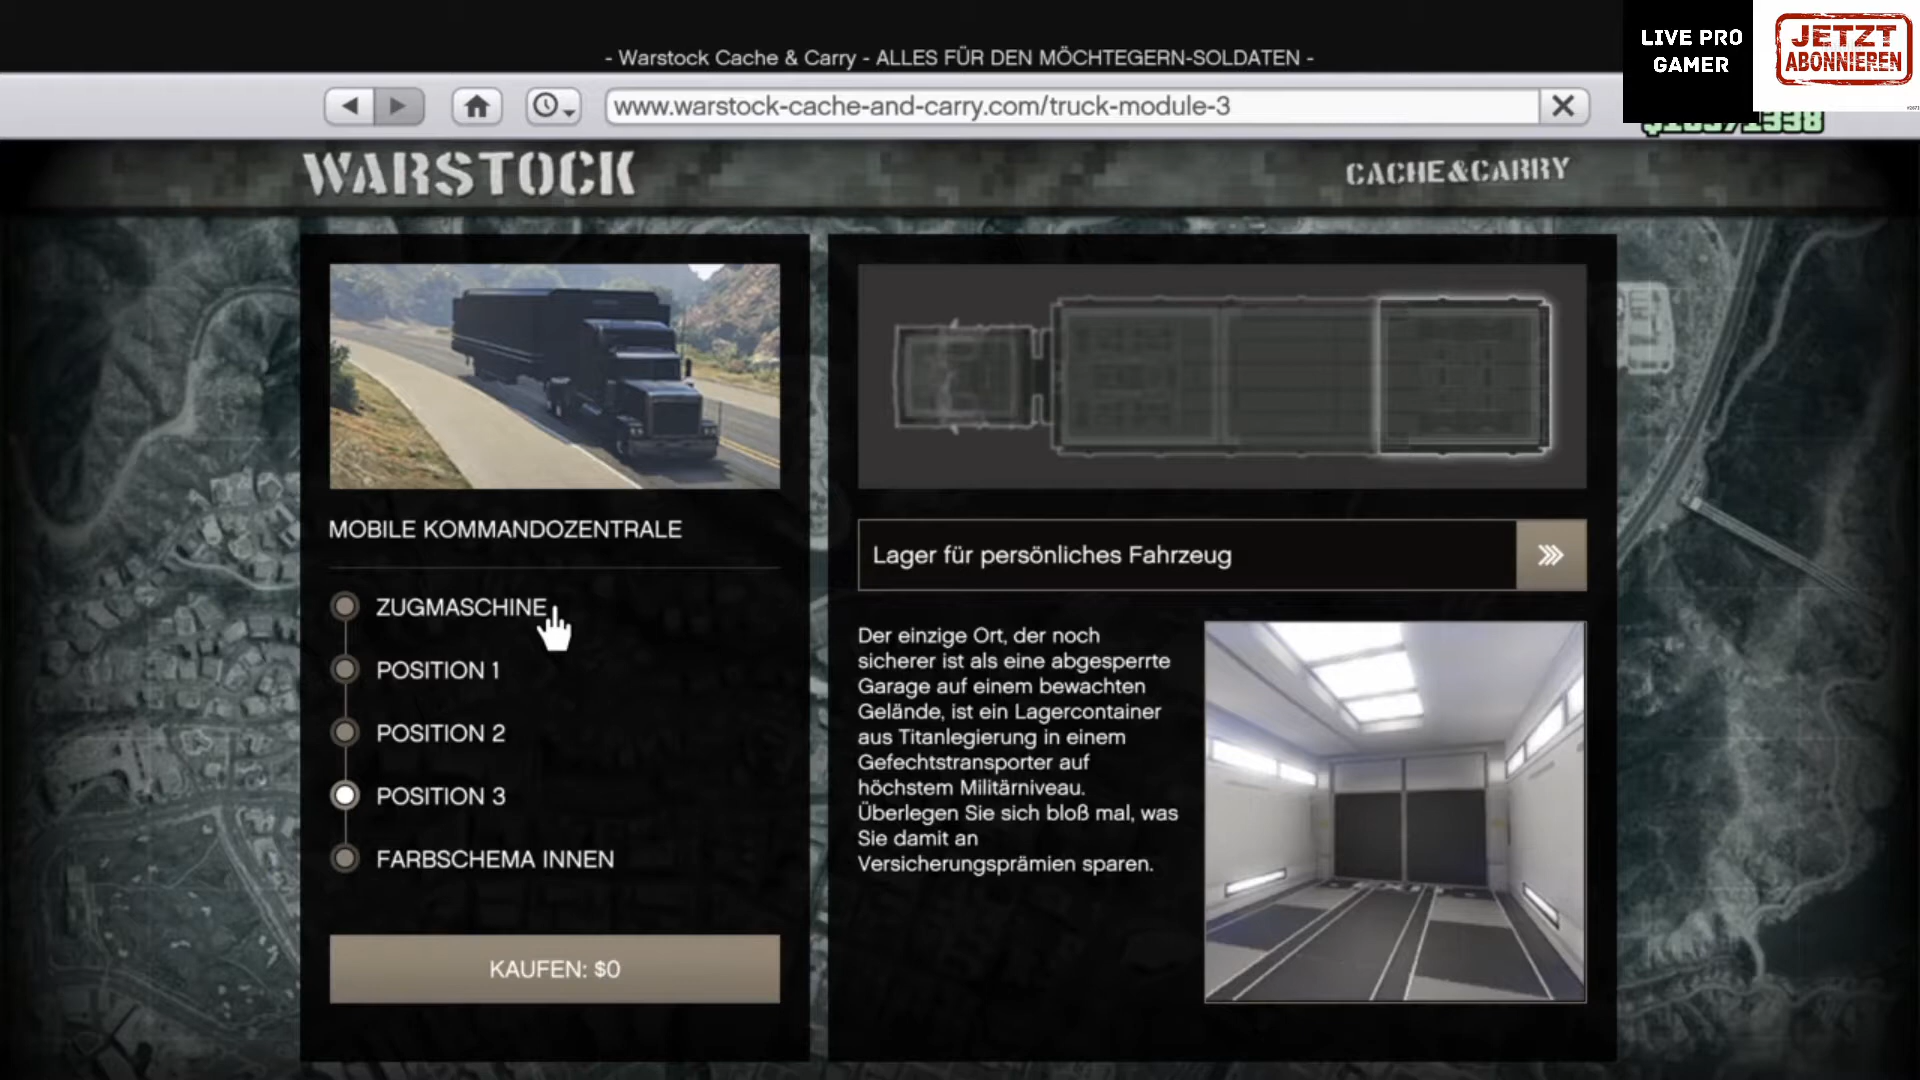 - Warstock Cache & Carry - ALLES FÜR DEN MÖCHTEGERN-SOLDATEN -
LIVE PRO
GAMER
JETZT
ABONNIEREN
www.warstock-cache-and-carry.com/truck-module-3
WARSTOCK
CACHE&CARRY
MOBILE KOMMANDOZENTRALE
ZUGMASCHINE
POSITION 1
POSITION 2
POSITION 3
FARBSCHEMA INNEN
KAUFEN: $0
Lager für persönliches Fahrzeug
Der einzige Ort, der noch
sicherer ist als eine abgesperrte
Garage auf einem bewachten
Gelände, ist ein Lagercontainer
aus Titanlegierung in einem
Gefechtstransporter auf
höchstem Militärniveau.
Überlegen Sie sich bloß mal, was
Sie damit an
Versicherungsprämien sparen.